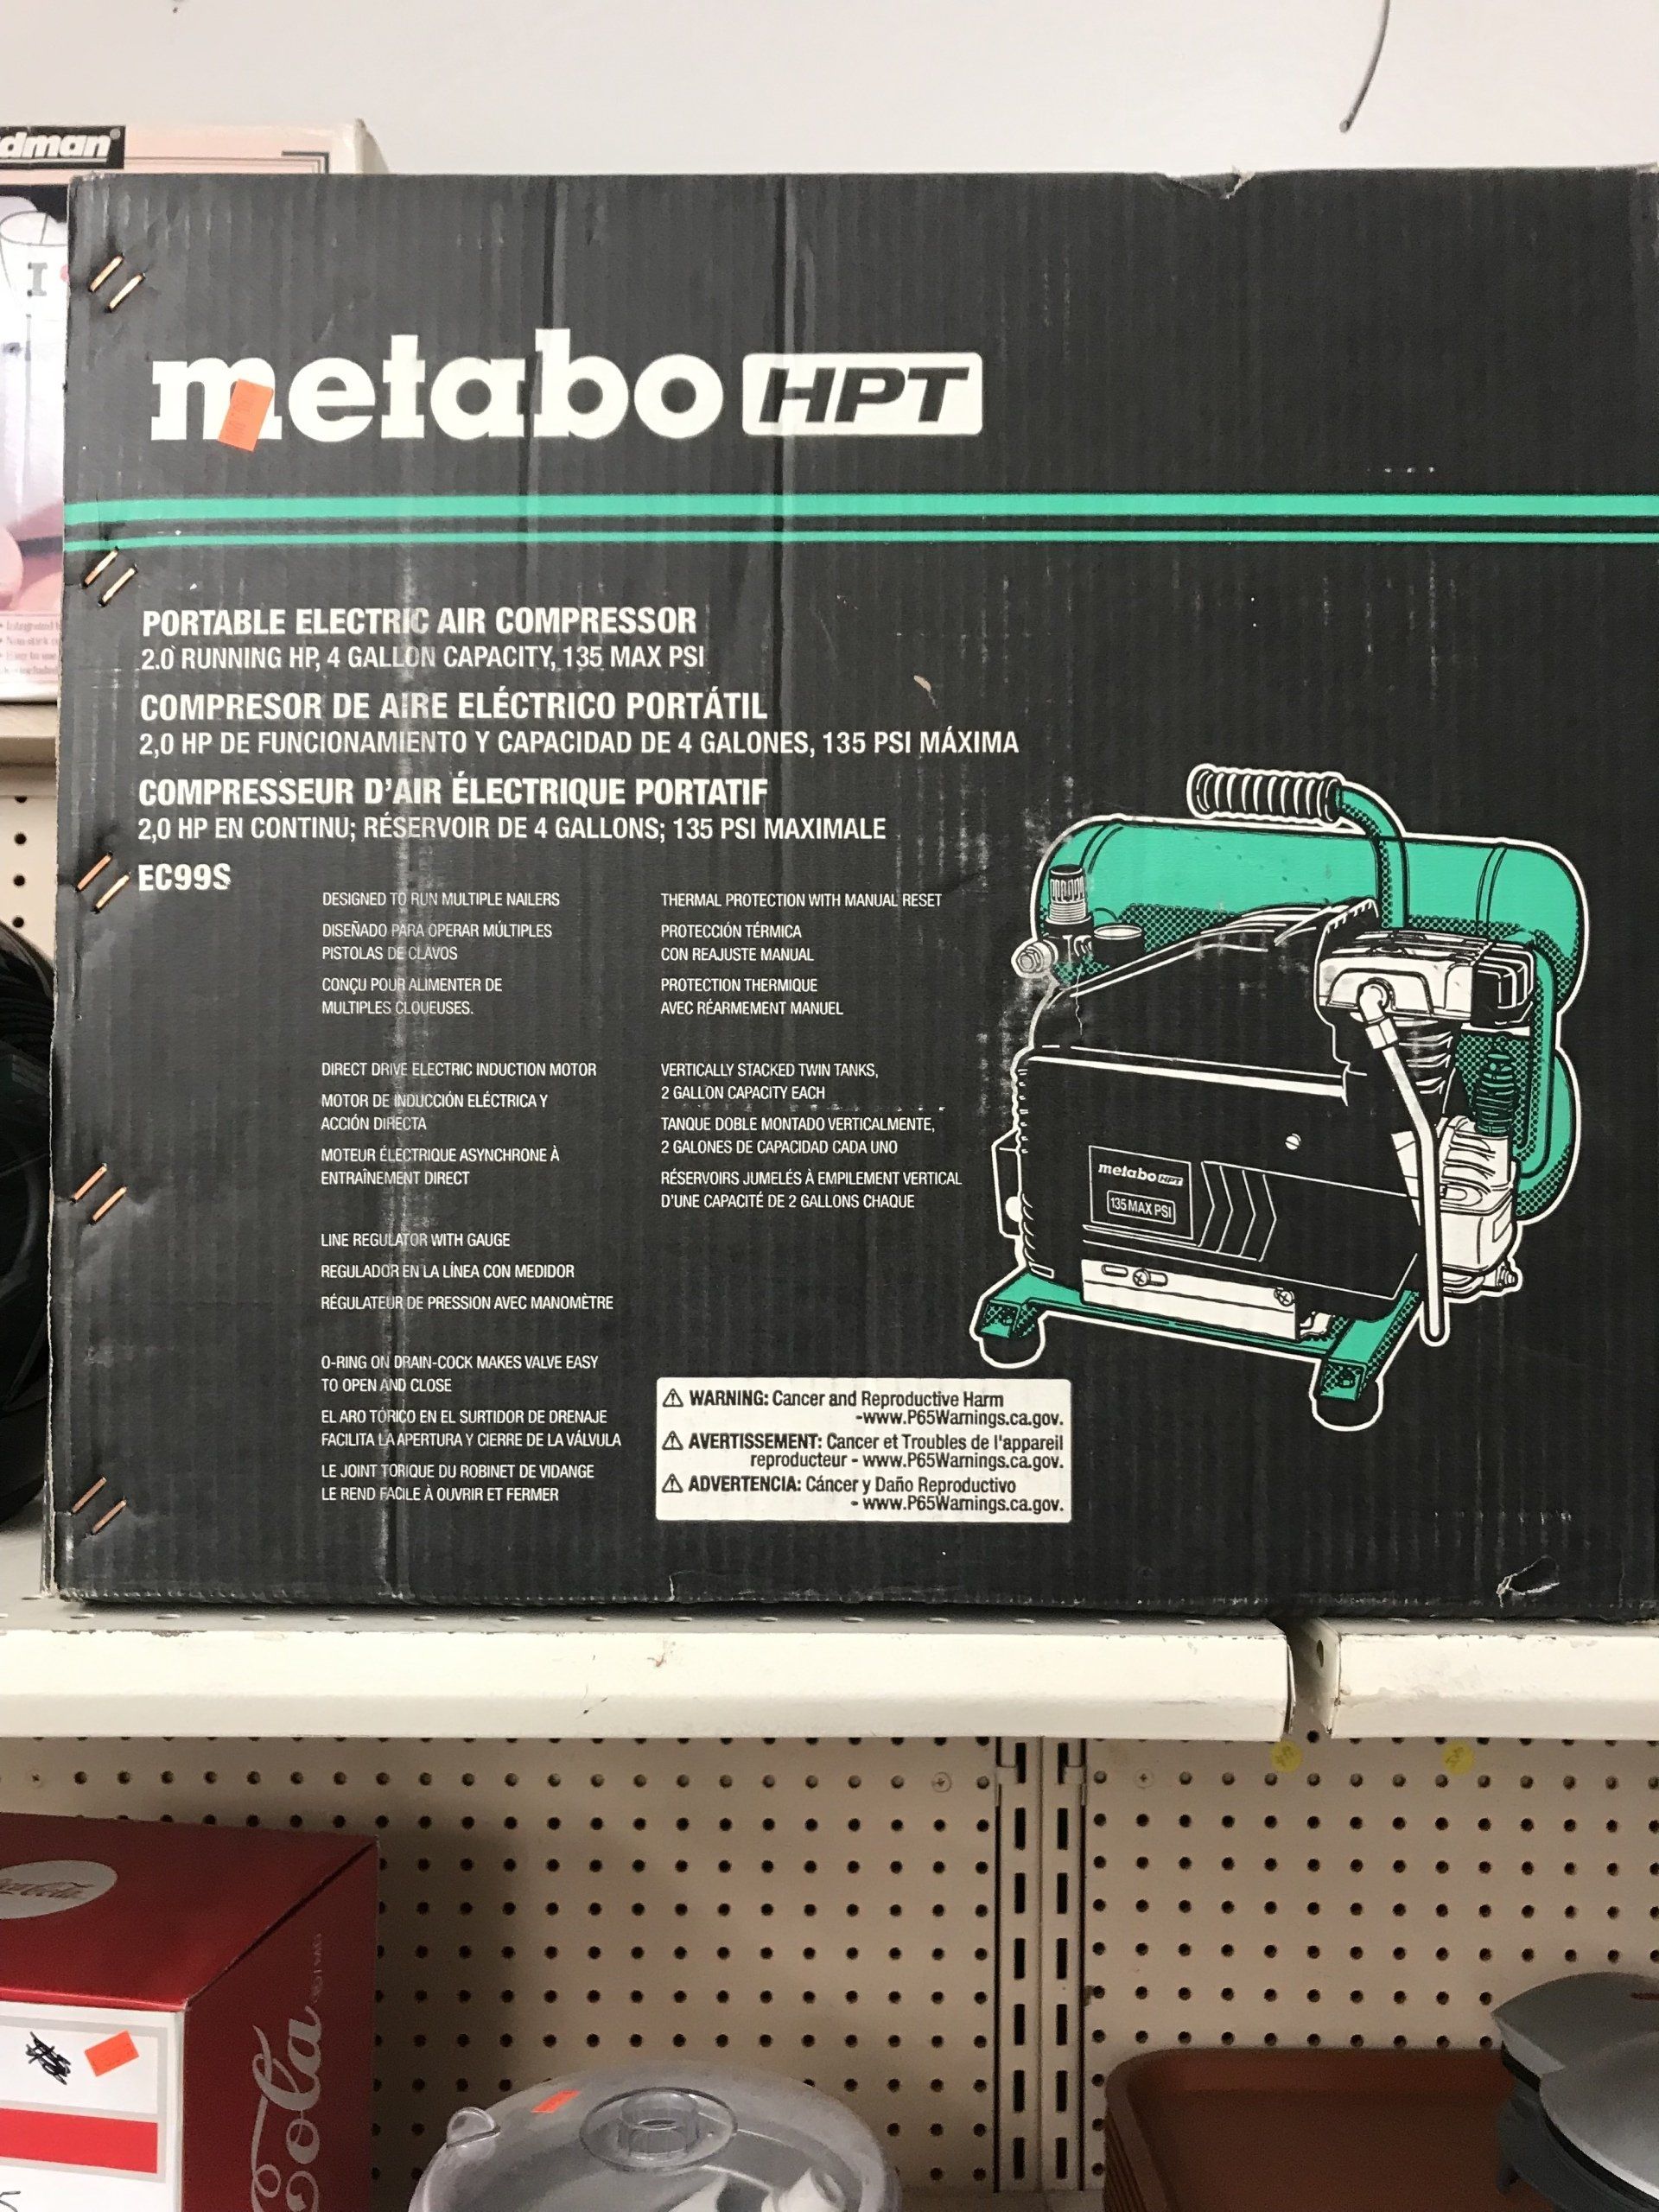 dman
metabo HPT
PORTABLE ELECTRIC AIR COMPRESSOR
2.0 RUNNING HP, 4 GALLON CAPACITY, 135 MAX PSI
COMPRESOR DE AIRE ELÉCTRICO PORTÁTIL
2,0 HP DE FUNCIONAMIENTO Y CAPACIDAD DE 4 GALONES, 135 PSI MÁXIMA
COMPRESSEUR D'AIR ÉLECTRIQUE PORTATIF
2,0 HP EN CONTINU; RÉSERVOIR DE 4 GALLONS; 135 PSI MAXIMALE
EC99S
DESIGNED TO RUN MULTIPLE NAILERS
DISEÑADO PARA OPERAR MÚLTIPLES
PISTOLAS DE CLAVOS
CONÇU POUR ALIMENTER DE
MULTIPLES CLOUEUSES.
DIRECT DRIVE ELECTRIC INDUCTION MOTOR
MOTOR DE INDUCCIÓN ELÉCTRICA Y
ACCIÓN DIRECTA
MOTEUR ÉLECTRIQUE ASYNCHRONE À
ENTRAÎNEMENT DIRECT
LINE REGULATOR WITH GAUGE
REGULADOR EN LA LÍNEA CON MEDIDOR
RÉGULATEUR DE PRESSION AVEC MANOMÈTRE
O-RING ON DRAIN-COCK MAKES VALVE EASY
TO OPEN AND CLOSE
EL ARO TÓRICO EN EL SURTIDOR DE DRENAJE
FACILITA LA APERTURA Y CIERRE DE LA VÁLVULA
LE JOINT TORIQUE DU ROBINET DE VIDANGE
LE REND FACILE À OUVRIR ET FERMER
THERMAL PROTECTION WITH MANUAL RESET
PROTECCIÓN TÉRMICA
CON REAJUSTE MANUAL
PROTECTION THERMIQUE
AVEC RÉARMEMENT MANUEL
VERTICALLY STACKED TWIN TANKS,
2 GALLON CAPACITY EACH
TANQUE DOBLE MONTADO VERTICALMENTE,
2 GALONES DE CAPACIDAD CADA UNO
RÉSERVOIRS JUMELÉS À EMPILEMENT VERTICAL
D'UNE CAPACITÉ DE 2 GALLONS CHAQUE
metabo HPT
135 MAX PSI
⚠ WARNING: Cancer and Reproductive Harm
-www.P65Warnings.ca.gov.
⚠ AVERTISSEMENT: Cancer et Troubles de l'appareil
reproducteur - www.P65Warnings.ca.gov.
⚠ ADVERTENCIA: Cáncer y Daño Reproductivo
- www.P65Warnings.ca.gov.
Cola